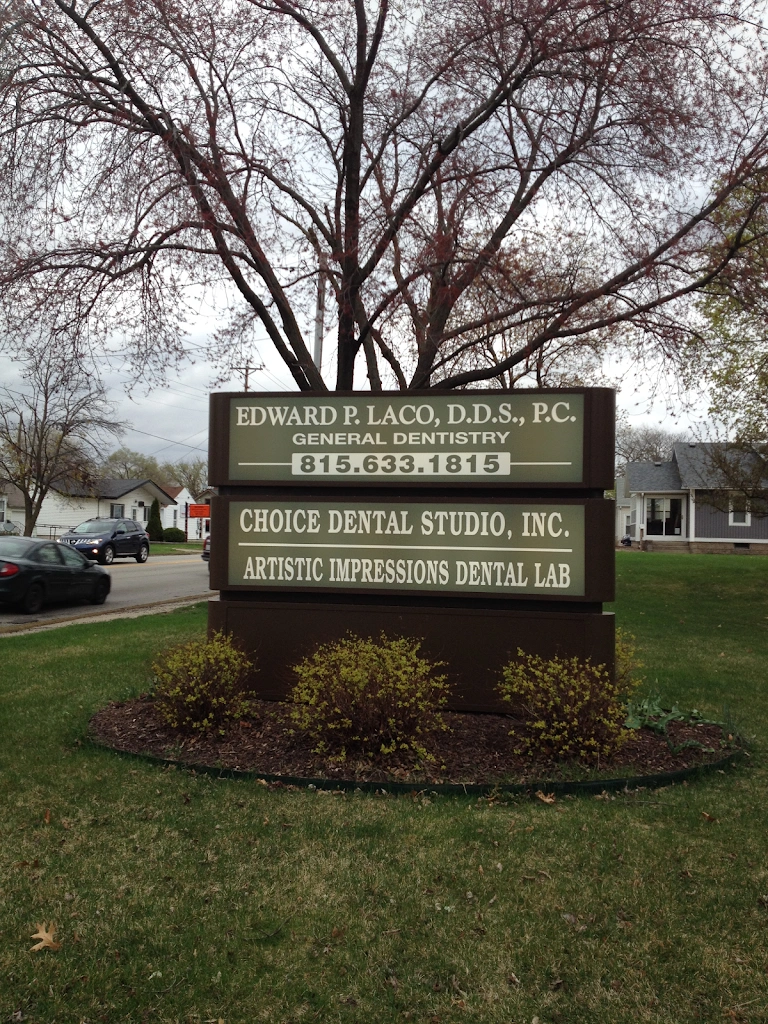 EDWARD P. LACO, D.D.S., P.C.
GENERAL DENTISTRY
815.633.1815
CHOICE DENTAL STUDIO, INC.
ARTISTIC IMPRESSIONS DENTAL LAB